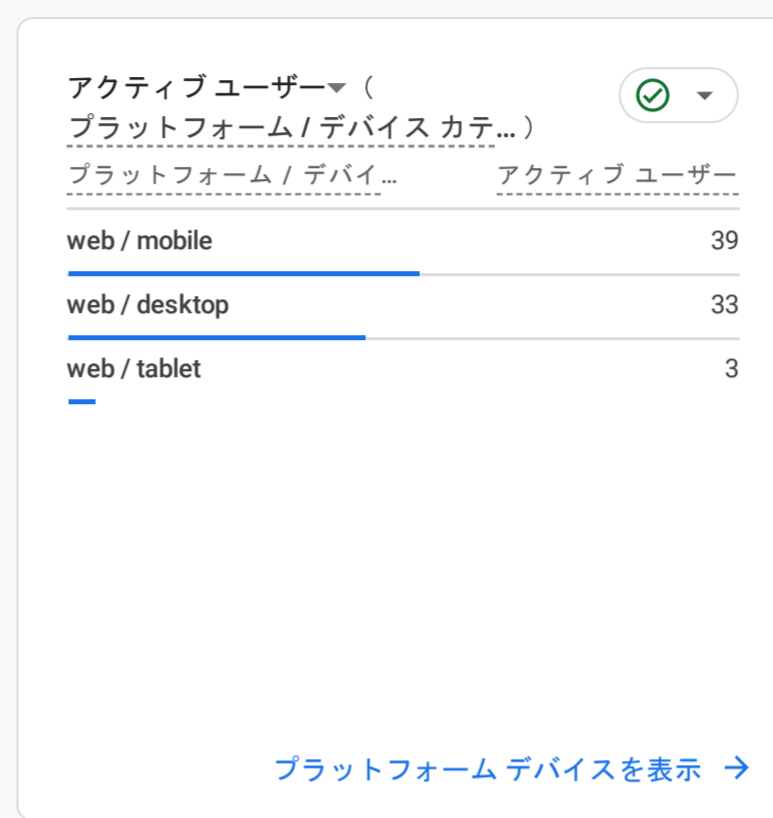 アクティブ ユーザー▼（
プラットフォーム / デバイス カテ...）
プラットフォーム / デバイ... アクティブ ユーザー
web / mobile 39
web / desktop 33
web / tablet 3
プラットフォーム デバイスを表示 →